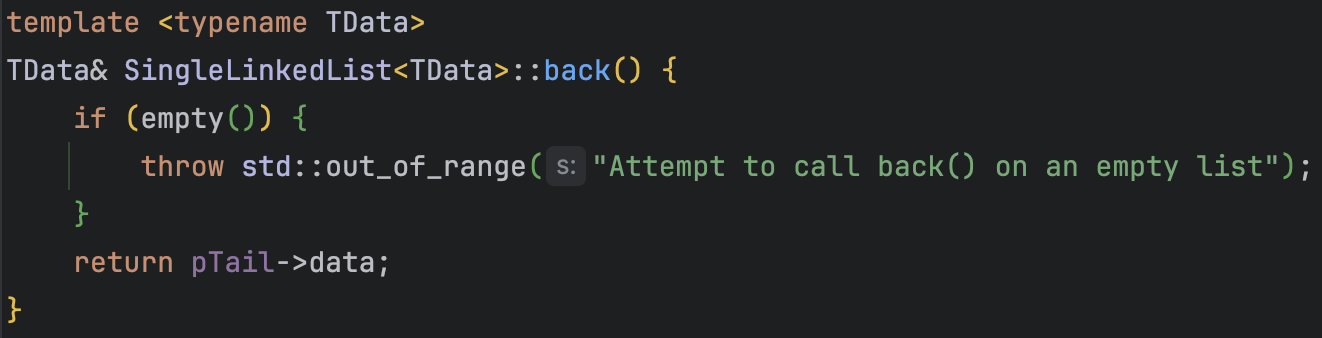 template <typename TData>
TData& SingleLinkedList<TData>::back() {
    if (empty()) {
        throw std::out_of_range(s: "Attempt to call back() on an empty list");
    }
    return pTail->data;
}